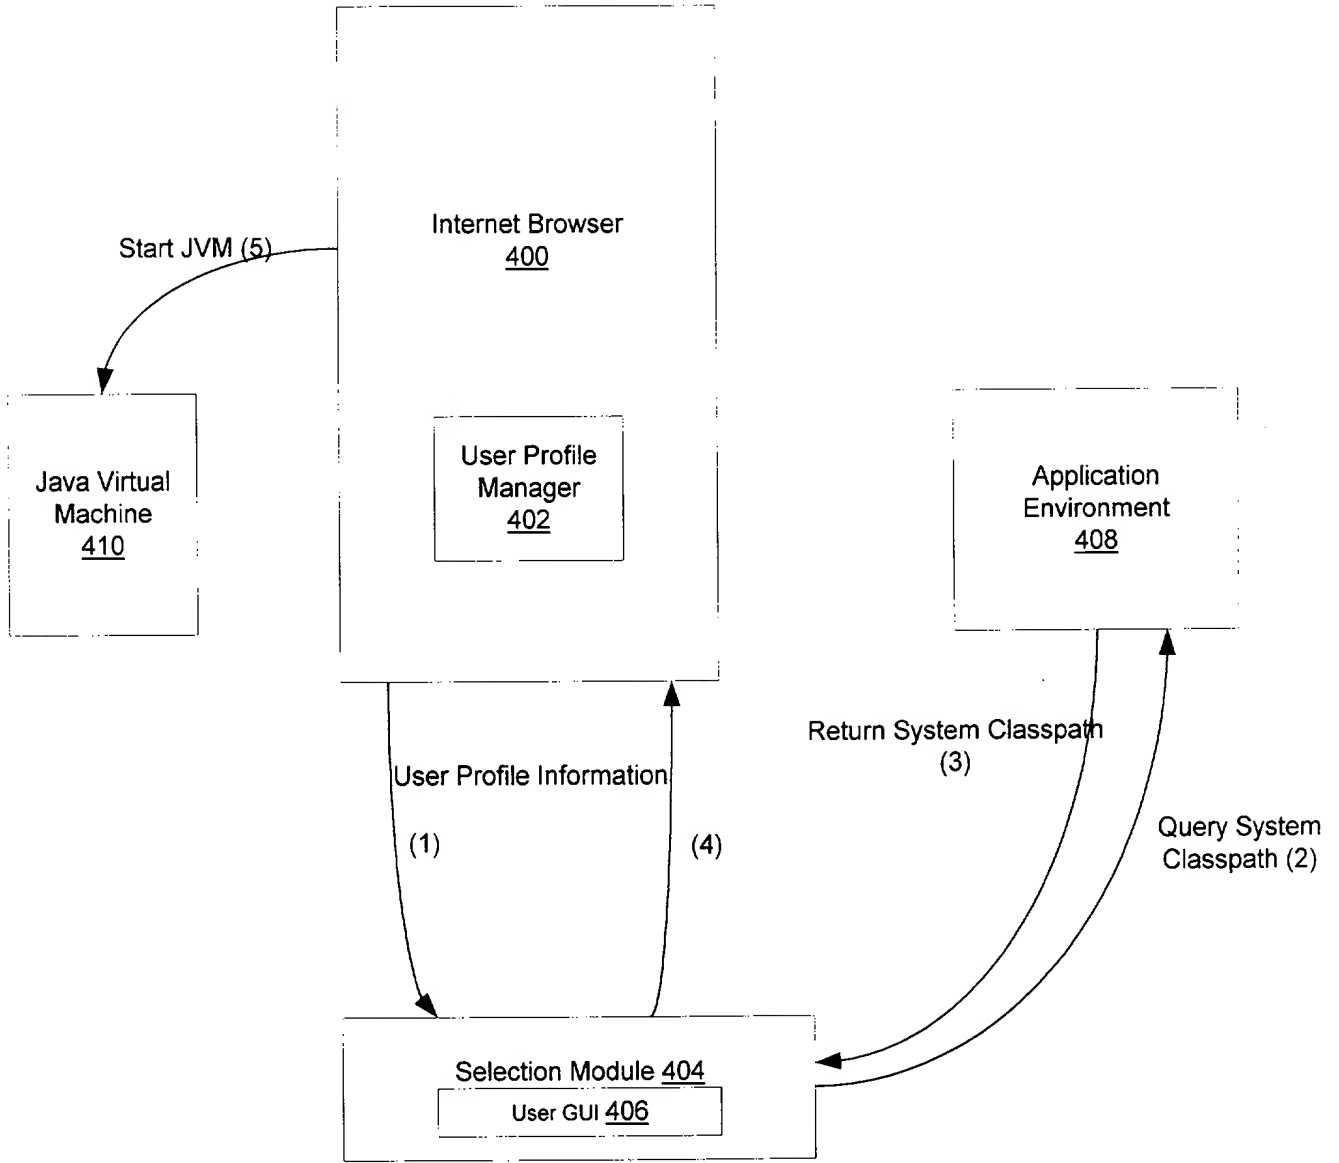 Internet Browser
400
Start JVM (5)
User Profile
Manager
402
Java Virtual
Machine
410
Application
Environment
408
Return System Classpath
(3)
User Profile Information
(1)
(4)
Query System
Classpath (2)
Selection Module 404
User GUI 406